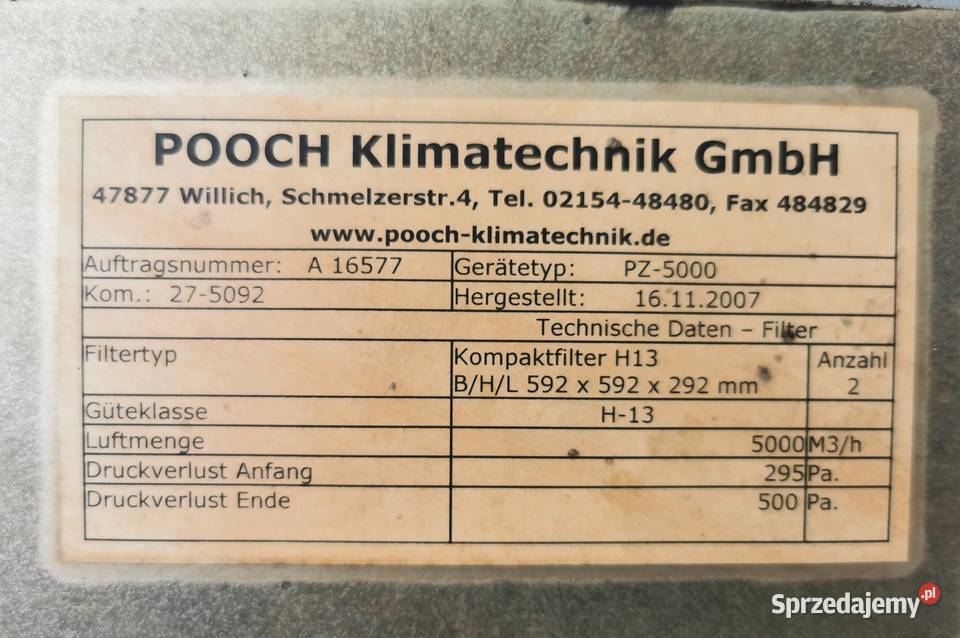 POOCH Klimatechnik GmbH
47877 Willich, Schmelzerstr.4, Tel. 02154-48480, Fax 484829
www.pooch-klimatechnik.de
Auftragsnummer: A 16577 Gerätetyp: PZ-5000
Kom.: 27-5092 Hergestellt: 16.11.2007
Technische Daten – Filter
Filtertyp Kompaktfilter H13 Anzahl
B/H/L 592 x 592 x 292 mm 2
Güteklasse H-13
Luftmenge 5000 M3/h
Druckverlust Anfang 295 Pa.
Druckverlust Ende 500 Pa.
Sprzedajemy.pl